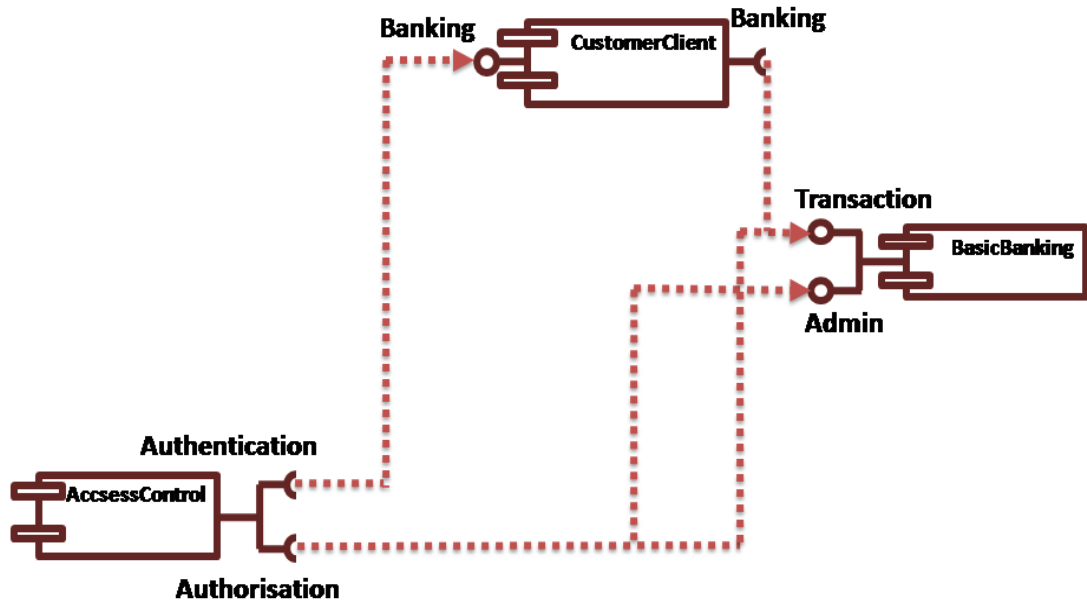 Banking
CustomerClient
Banking
Transaction
BasicBanking
Admin
Authentication
AccsessControl
Authorisation